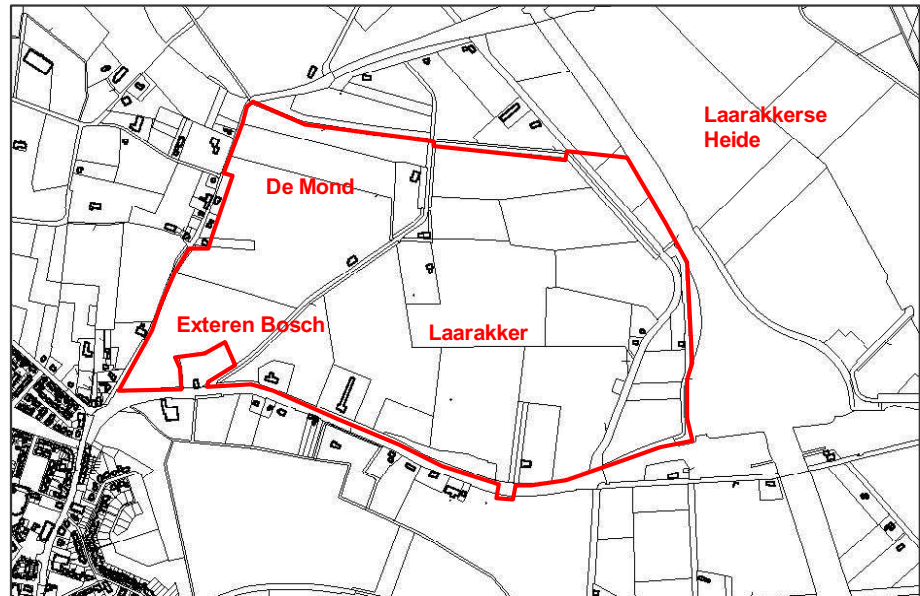 Laarakkerse
Heide
De Mond
Exteren Bosch
Laarakker